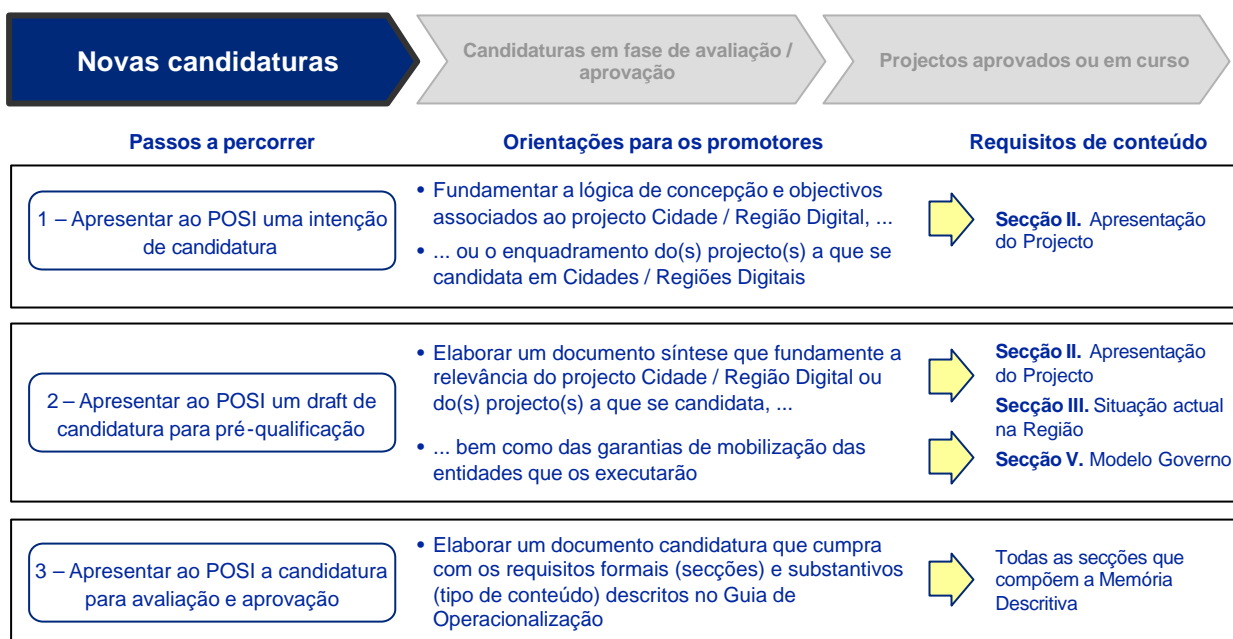 Novas candidaturas
Candidaturas em fase de avaliação /
aprovação
Projectos aprovados ou em curso
Passos a percorrer
Orientações para os promotores
Requisitos de conteúdo
1 – Apresentar ao POSI uma intenção
de candidatura
• Fundamentar a lógica de concepção e objectivos
associados ao projecto Cidade / Região Digital, ...
• ... ou o enquadramento do(s) projecto(s) a que se
candidata em Cidades / Regiões Digitais
Secção II. Apresentação
do Projecto
2 – Apresentar ao POSI um draft de
candidatura para pré-qualificação
• Elaborar um documento síntese que fundamente a
relevância do projecto Cidade / Região Digital ou
do(s) projecto(s) a que se candidata, ...
• ... bem como das garantias de mobilização das
entidades que os executarão
Secção II. Apresentação
do Projecto
Secção III. Situação actual
na Região
Secção V. Modelo Governo
3 – Apresentar ao POSI a candidatura
para avaliação e aprovação
• Elaborar um documento candidatura que cumpra
com os requisitos formais (secções) e substantivos
(tipo de conteúdo) descritos no Guia de
Operacionalização
Todas as secções que
compõem a Memória
Descritiva